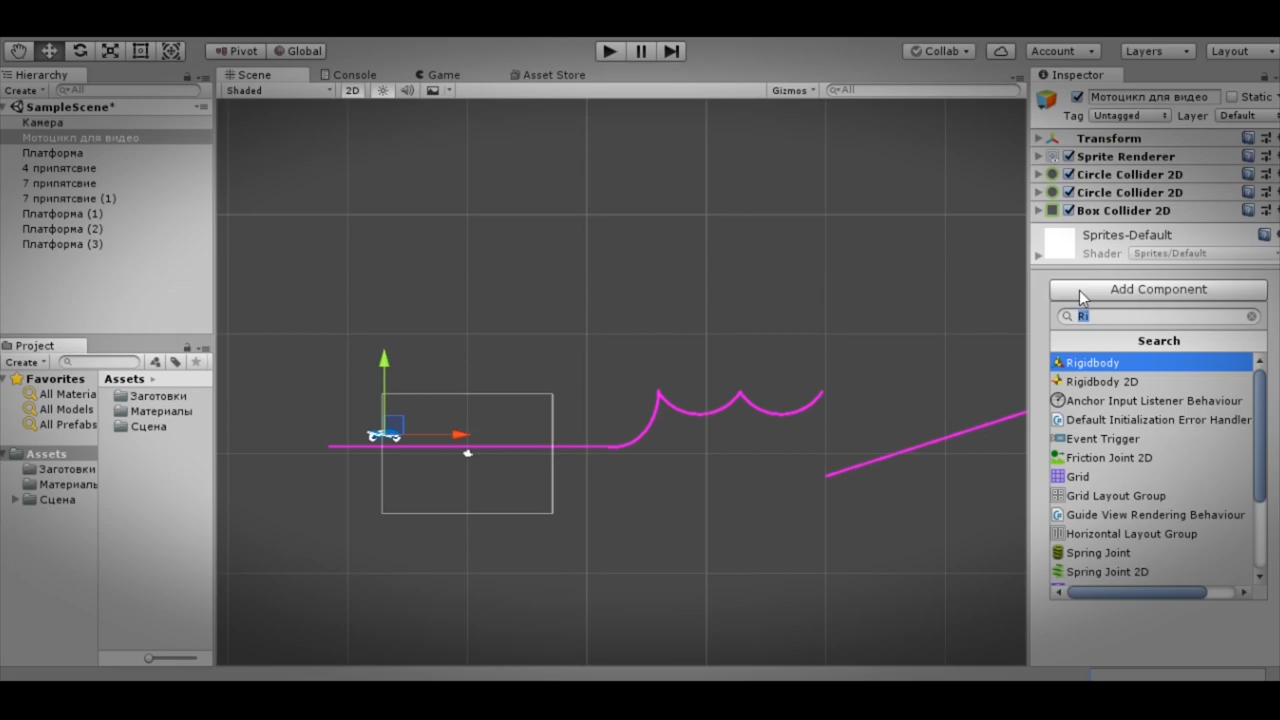 Pivot Global Collab Account Layers Layout
Hierarchy
Create All
SampleScene*
Камера
Мотоцикл для видео
Платформа
4 припятсвие
7 припятсвие
7 припятсвие (1)
Платформа (1)
Платформа (2)
Платформа (3)
Project
Create
Favorites
All Materia
All Models
All Prefabs
Assets
Заготовки
Материаль
Сцена
Assets
Заготовки
Материалы
Сцена
Scene Console Game Asset Store
Shaded 2D Gizmos All
Inspector
Мотоцикл для видео Static
Tag Untagged Layer Default
Transform
Sprite Renderer
Circle Collider 2D
Circle Collider 2D
Box Collider 2D
Sprites-Default
Shader Sprites/Default
Add Component
Ri
Search
Rigidbody
Rigidbody 2D
Anchor Input Listener Behaviour
Default Initialization Error Handler
Event Trigger
Friction Joint 2D
Grid
Grid Layout Group
Guide View Rendering Behaviour
Horizontal Layout Group
Spring Joint
Spring Joint 2D